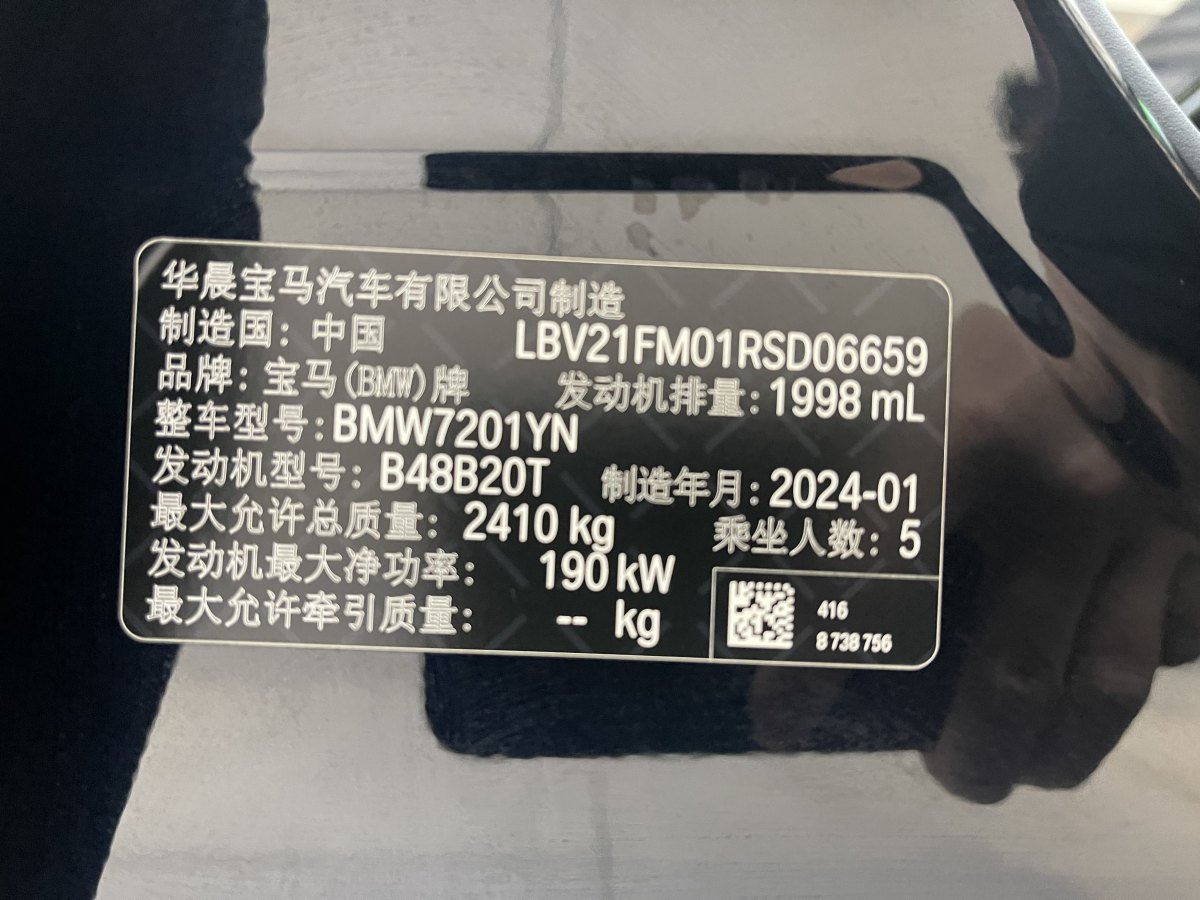 华晨宝马汽车有限公司制造
制造国：中国 LBV21FM01RSD06659
品牌：宝马(BMW)牌 发动机排量：1998 mL
整车型号：BMW7201YN
发动机型号：B48B20T 制造年月：2024-01
最大允许总质量：2410 kg 乘坐人数：5
发动机最大净功率：190 kW
最大允许牵引质量：-- kg
416
8 738 756